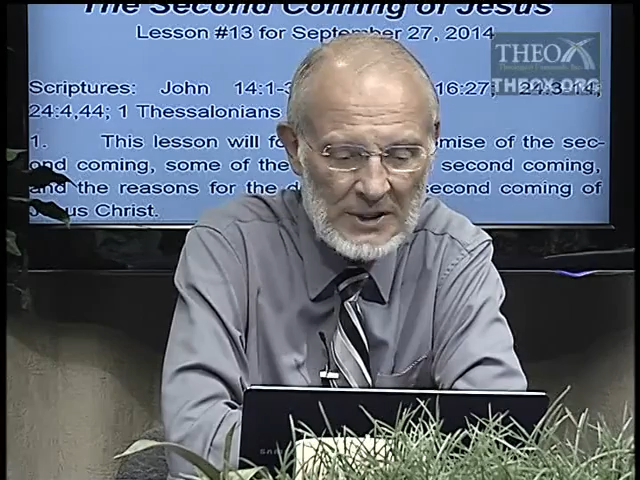 The Second Coming of Jesus
Lesson #13 for September 27, 2014
THEOX
THEOX.ORG
Scriptures: John 14:1-3 16:27; 24:3-14,
24:4,44; 1 Thessalonians
1. This lesson will of the sec-
ond coming, some of the second coming,
and the reasons for the second coming of
Jesus Christ.